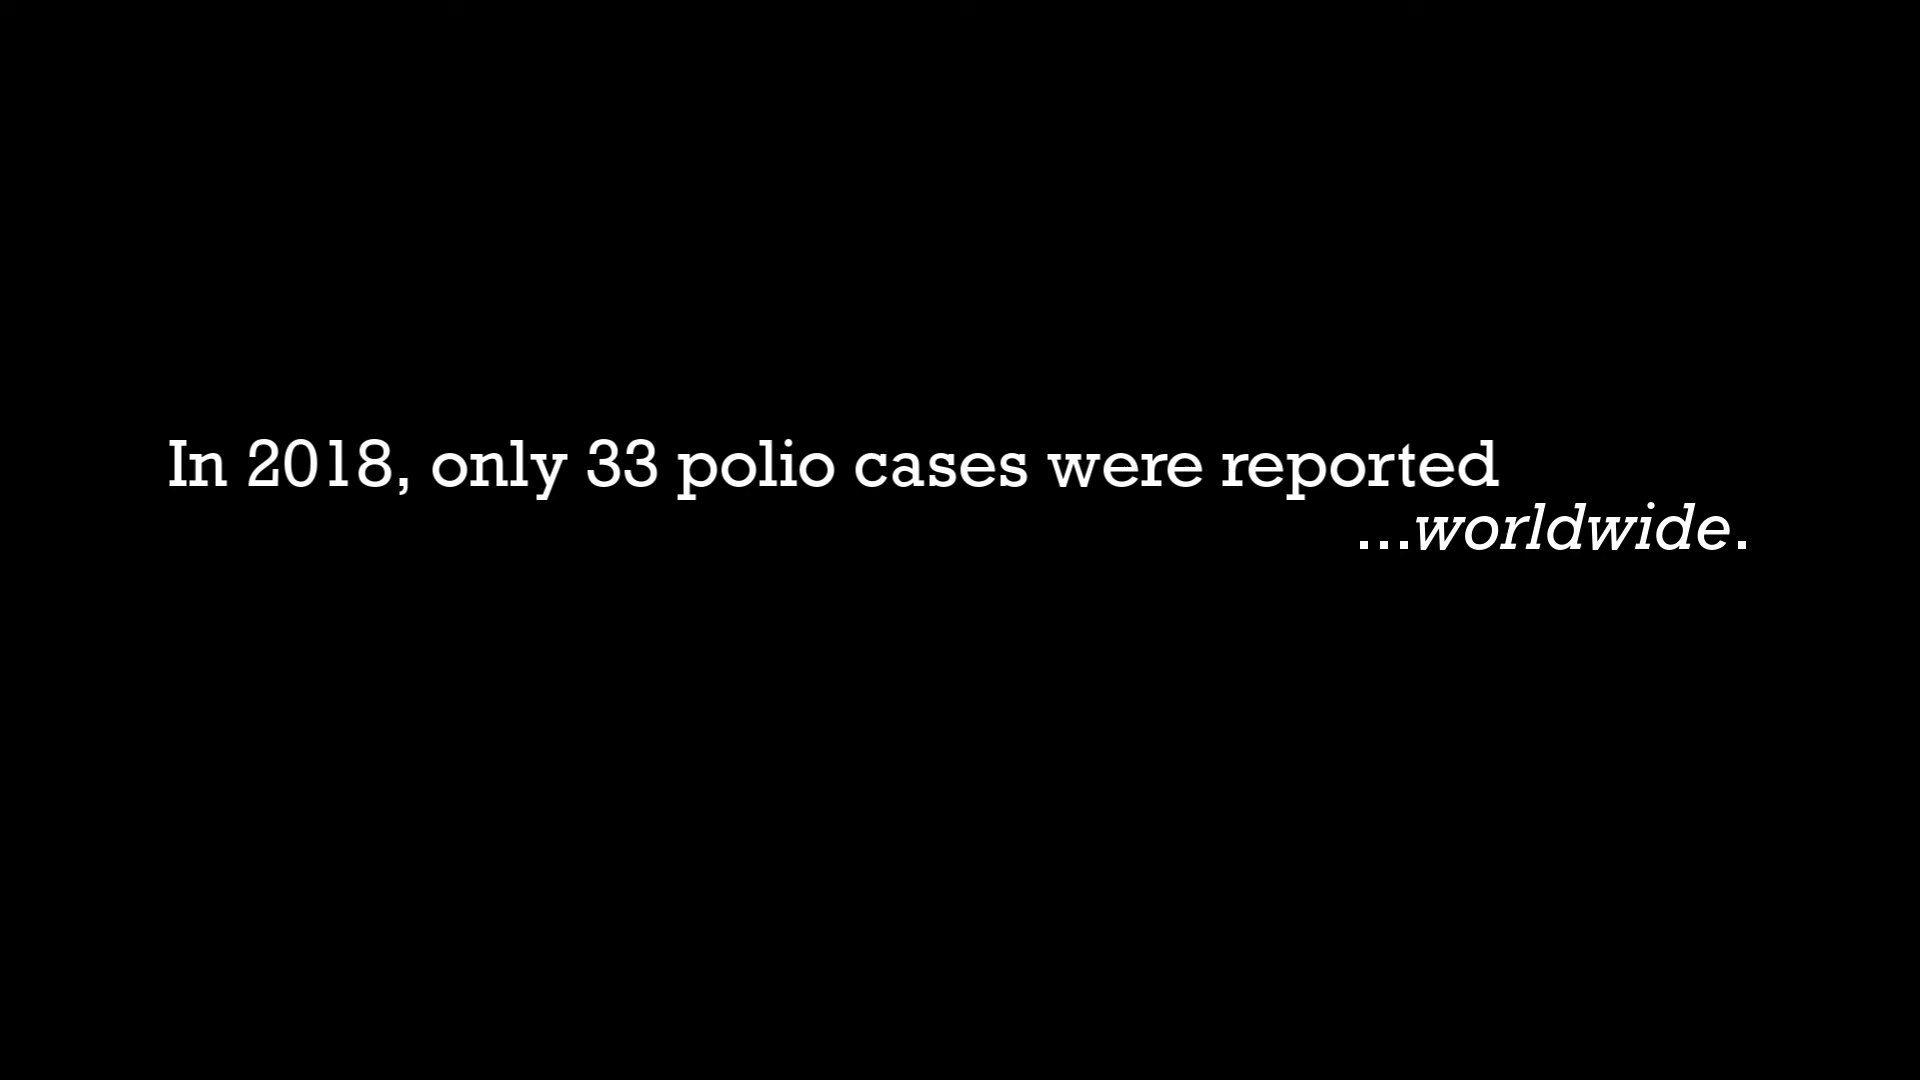 In 2018, only 33 polio cases were reported
...worldwide.